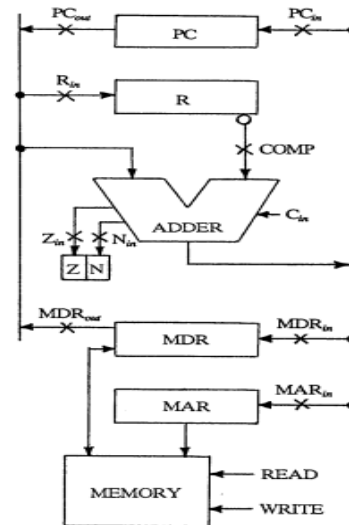 PC_out PC PC_in
R_in R
COMP
ADDER C_in
Z_in N_in
Z N
MDR_out MDR MDR_in
MAR MAR_in
READ
MEMORY
WRITE